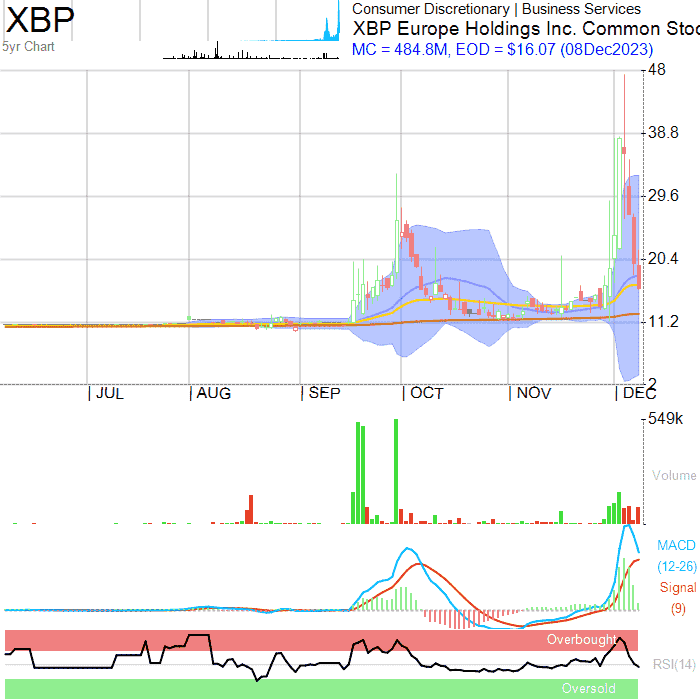 XBP
5yr Chart
Consumer Discretionary | Business Services
XBP Europe Holdings Inc. Common Stoc
MC = 484.8M, EOD = $16.07 (08Dec2023)
48
38.8
29.6
20.4
11.2
2
JUL
AUG
SEP
OCT
NOV
DEC
549k
Volume
MACD
(12-26)
Signal
(9)
Overbought
RSI(14)
Oversold